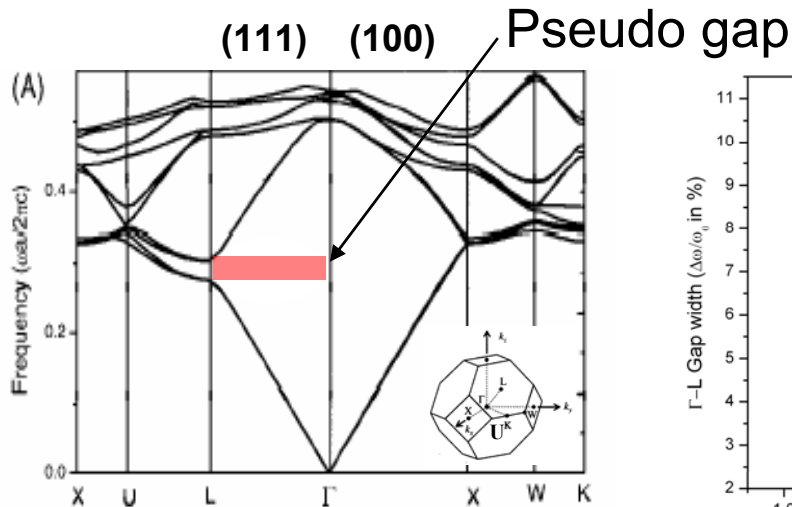 Pseudo gap
(111) (100)
(A)
Frequency (ωa/2πc)
0.4
0.2
0.0
X U L Γ X W K
k_z
L
Γ
X
W
k_y
k_x
K
U
Γ–L Gap width (Δω/ω₀ in %)
11
10
9
8
7
6
5
4
3
2